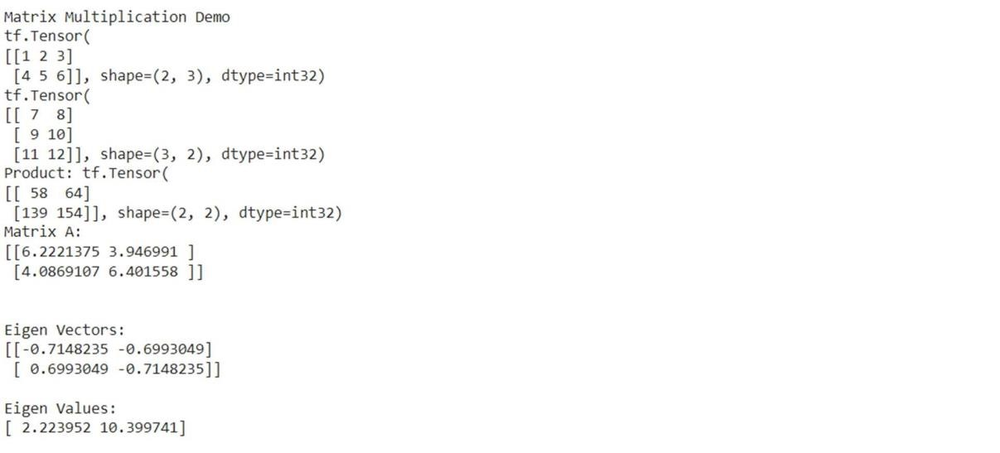 Matrix Multiplication Demo
tf.Tensor(
[[1 2 3]
 [4 5 6]], shape=(2, 3), dtype=int32)
tf.Tensor(
[[ 7  8]
 [ 9 10]
 [11 12]], shape=(3, 2), dtype=int32)
Product: tf.Tensor(
[[ 58  64]
 [139 154]], shape=(2, 2), dtype=int32)
Matrix A:
[[6.2221375 3.946991 ]
 [4.0869107 6.401558 ]]
Eigen Vectors:
[[-0.7148235 -0.6993049]
 [ 0.6993049 -0.7148235]]
Eigen Values:
[ 2.223952 10.399741]